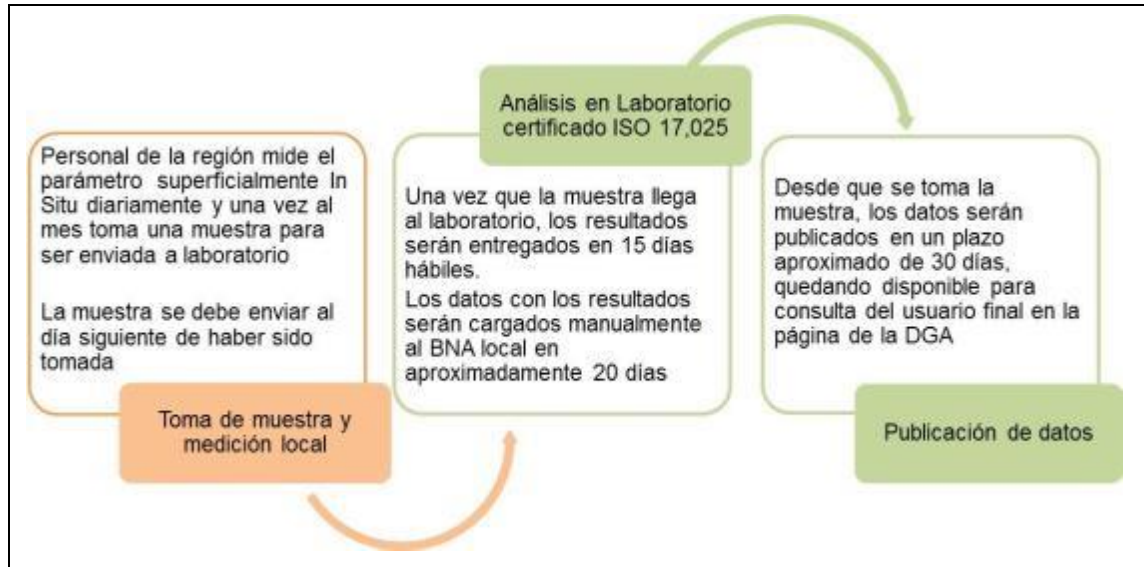 Personal de la región mide el
parámetro superficialmente In
Situ diariamente y una vez al
mes toma una muestra para
ser enviada a laboratorio
La muestra se debe enviar al
día siguiente de haber sido
tomada
Toma de muestra y
medición local
Análisis en Laboratorio
certificado ISO 17,025
Una vez que la muestra llega
al laboratorio, los resultados
serán entregados en 15 días
hábiles.
Los datos con los resultados
serán cargados manualmente
al BNA local en
aproximadamente 20 días
Desde que se toma la
muestra, los datos serán
publicados en un plazo
aproximado de 30 días,
quedando disponible para
consulta del usuario final en la
página de la DGA
Publicación de datos